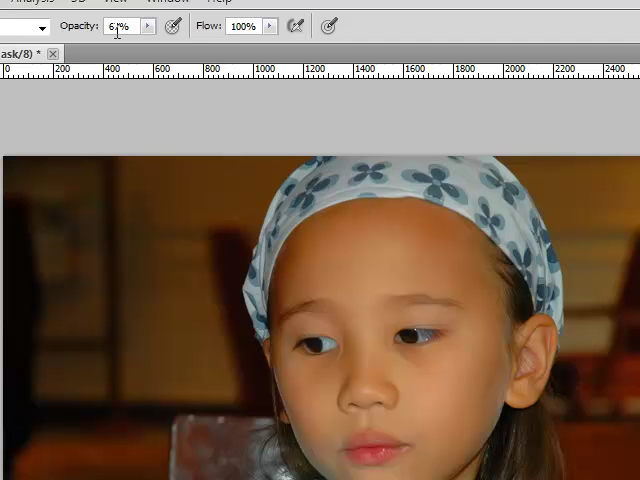 Analysis 3D View Window Help
Opacity: Flow: 100%
ask/8) *
0 200 400 600 800 1000 1200 1400 1600 1800 2000 2200 2400